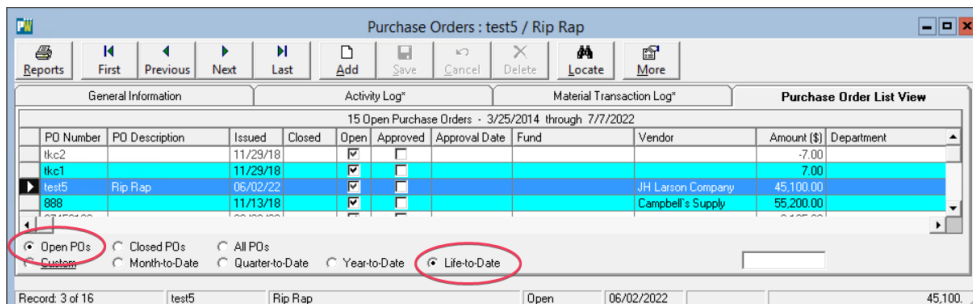 Purchase Orders : test5 / Rip Rap
Reports First Previous Next Last Add Save Cancel Delete Locate More
General Information Activity Log* Material Transaction Log* Purchase Order List View
15 Open Purchase Orders - 3/25/2014 through 7/7/2022
PO Number PO Description Issued Closed Open Approved Approval Date Fund Vendor Amount ($) Department
tkc2 11/29/18 -7.00
tkc1 11/29/18 7.00
test5 Rip Rap 06/02/22 JH Larson Company 45,100.00
888 11/13/18 Campbell's Supply 55,200.00
Open POs Closed POs All POs
Custom Month-to-Date Quarter-to-Date Year-to-Date Life-to-Date
Record: 3 of 16 test5 Rip Rap Open 06/02/2022 45,100